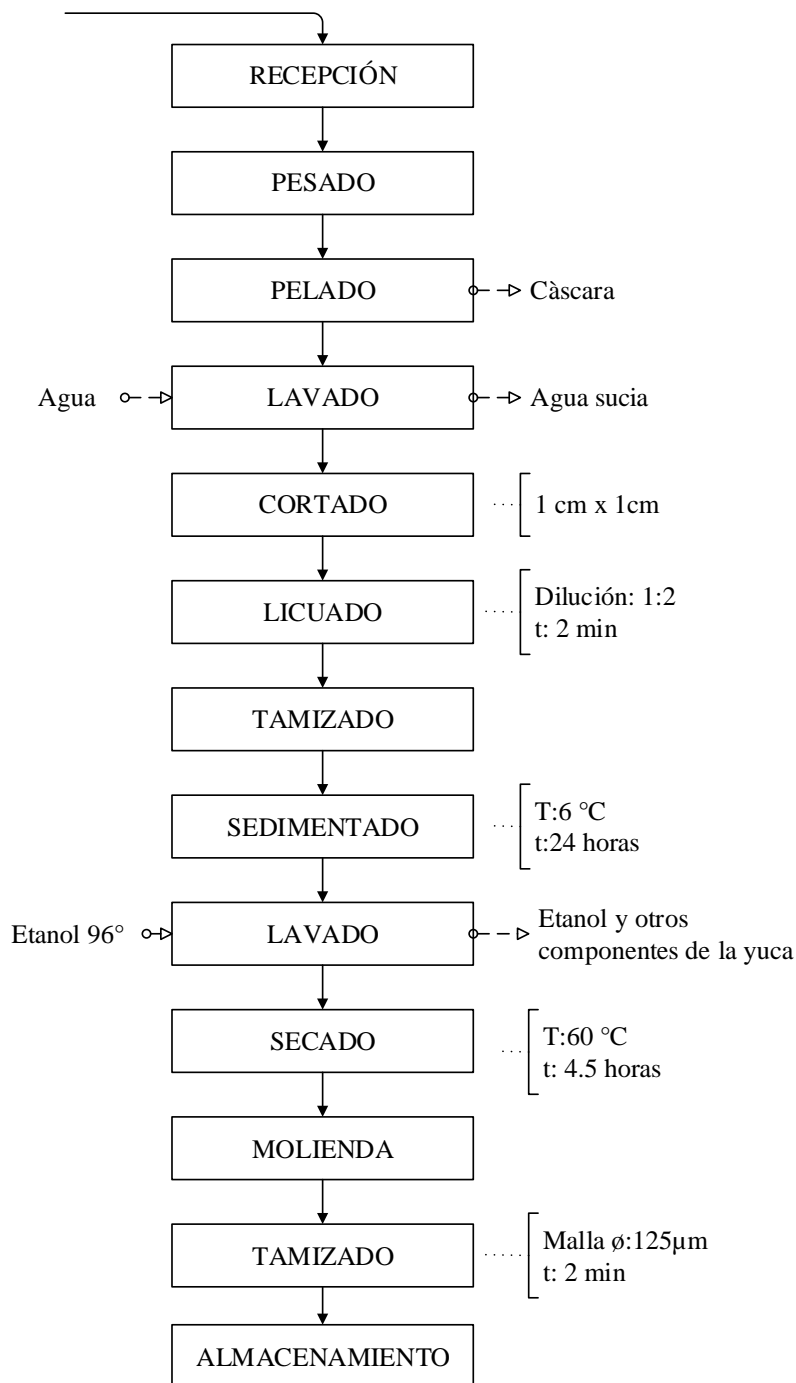 RECEPCIÓN
PESADO
PELADO
Càscara
Agua
LAVADO
Agua sucia
CORTADO
1 cm x 1cm
LICUADO
Dilución: 1:2
t: 2 min
TAMIZADO
SEDIMENTADO
T:6 °C
t:24 horas
Etanol 96°
LAVADO
Etanol y otros
componentes de la yuca
SECADO
T:60 °C
t: 4.5 horas
MOLIENDA
TAMIZADO
Malla ø:125µm
t: 2 min
ALMACENAMIENTO